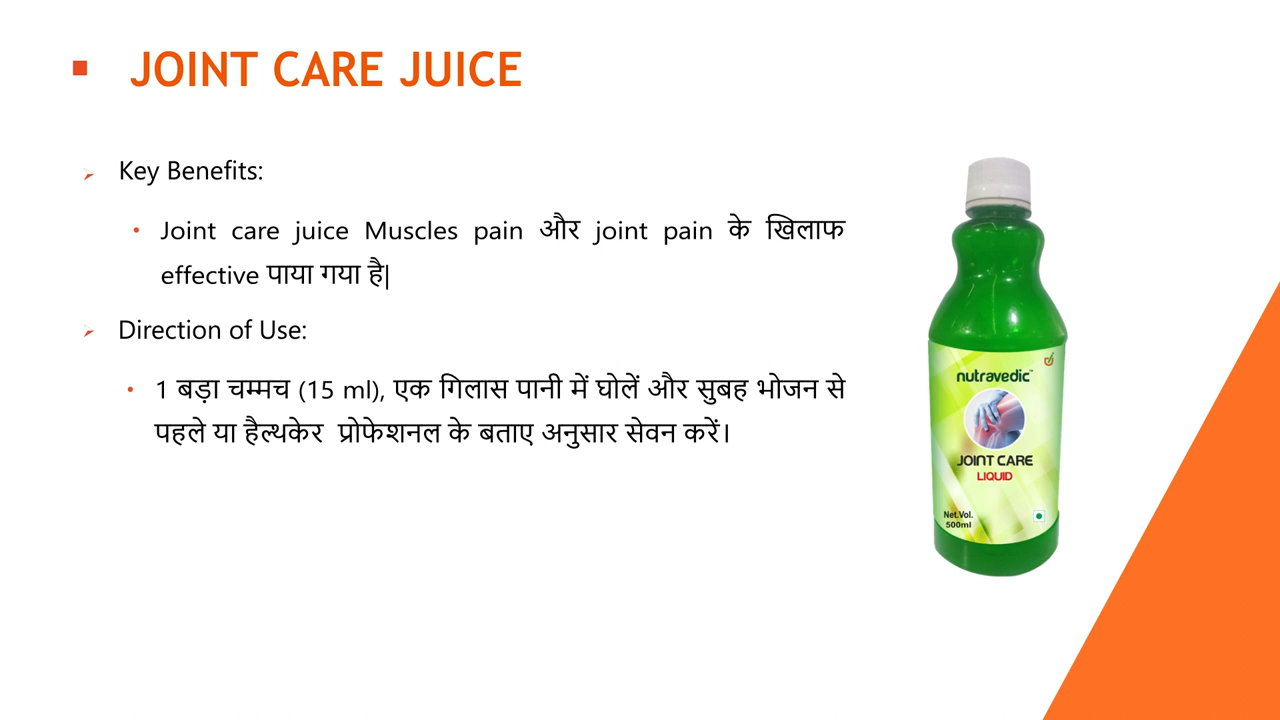 JOINT CARE JUICE
Key Benefits:
Joint care juice Muscles pain और joint pain के खिलाफ
effective पाया गया है|
Direction of Use:
1 बड़ा चम्मच (15 ml), एक गिलास पानी में घोलें और सुबह भोजन से
पहले या हैल्थकेर प्रोफेशनल के बताए अनुसार सेवन करें।
nutravedic™
JOINT CARE
LIQUID
Net.Vol.
500ml